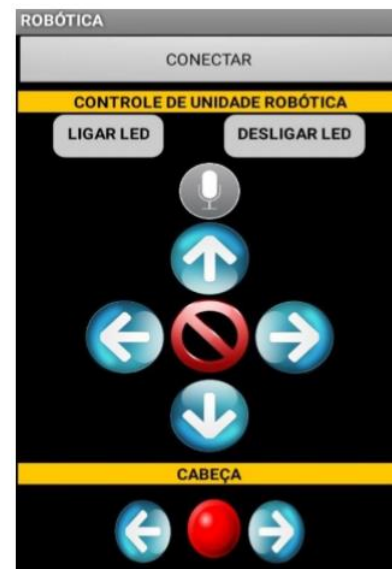 ROBÓTICA
CONECTAR
CONTROLE DE UNIDADE ROBÓTICA
LIGAR LED
DESLIGAR LED
CABEÇA